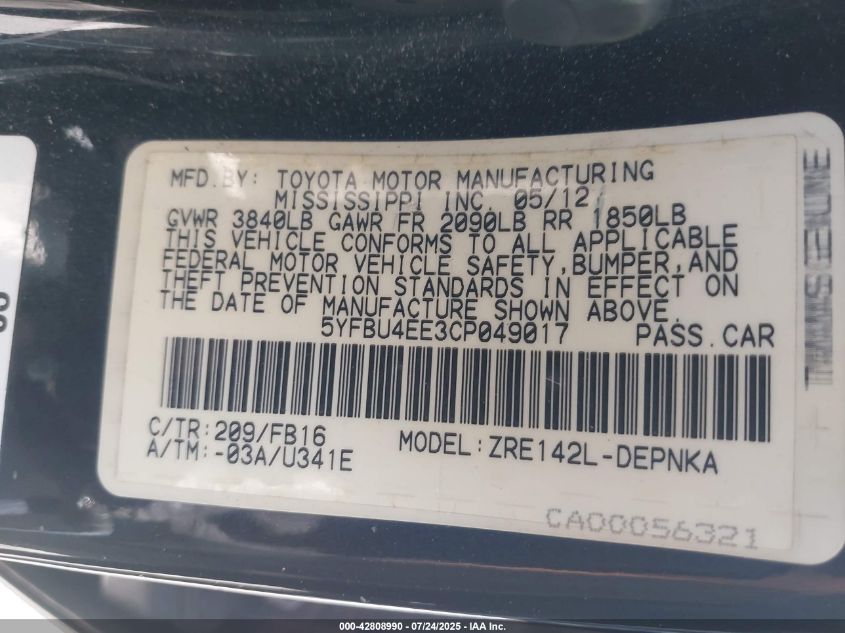 MFD.BY: TOYOTA MOTOR MANUFACTURING
MISSISSIPPI INC. 05/12
GVWR 3840LB GAWR FR 2090LB RR 1850LB
THIS VEHICLE CONFORMS TO ALL APPLICABLE
FEDERAL MOTOR VEHICLE SAFETY,BUMPER,AND
THEFT PREVENTION STANDARDS IN EFFECT ON
THE DATE OF MANUFACTURE SHOWN ABOVE.
5YFBU4EE3CP049017 PASS.CAR
C/TR:209/FB16
A/TM:-03A/U341E
MODEL:ZRE142L-DEPNKA
CA00056321
000-42808990 - 07/24/2025 - IAA Inc.